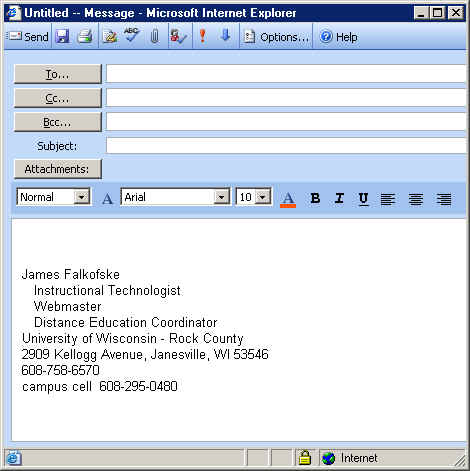 Untitled -- Message - Microsoft Internet Explorer
Send Options... Help
To...
Cc...
Bcc...
Subject:
Attachments:
Normal A Arial 10 A B I U
James Falkofske
Instructional Technologist
Webmaster
Distance Education Coordinator
University of Wisconsin - Rock County
2909 Kellogg Avenue, Janesville, WI 53546
608-758-6570
campus cell 608-295-0480
Internet